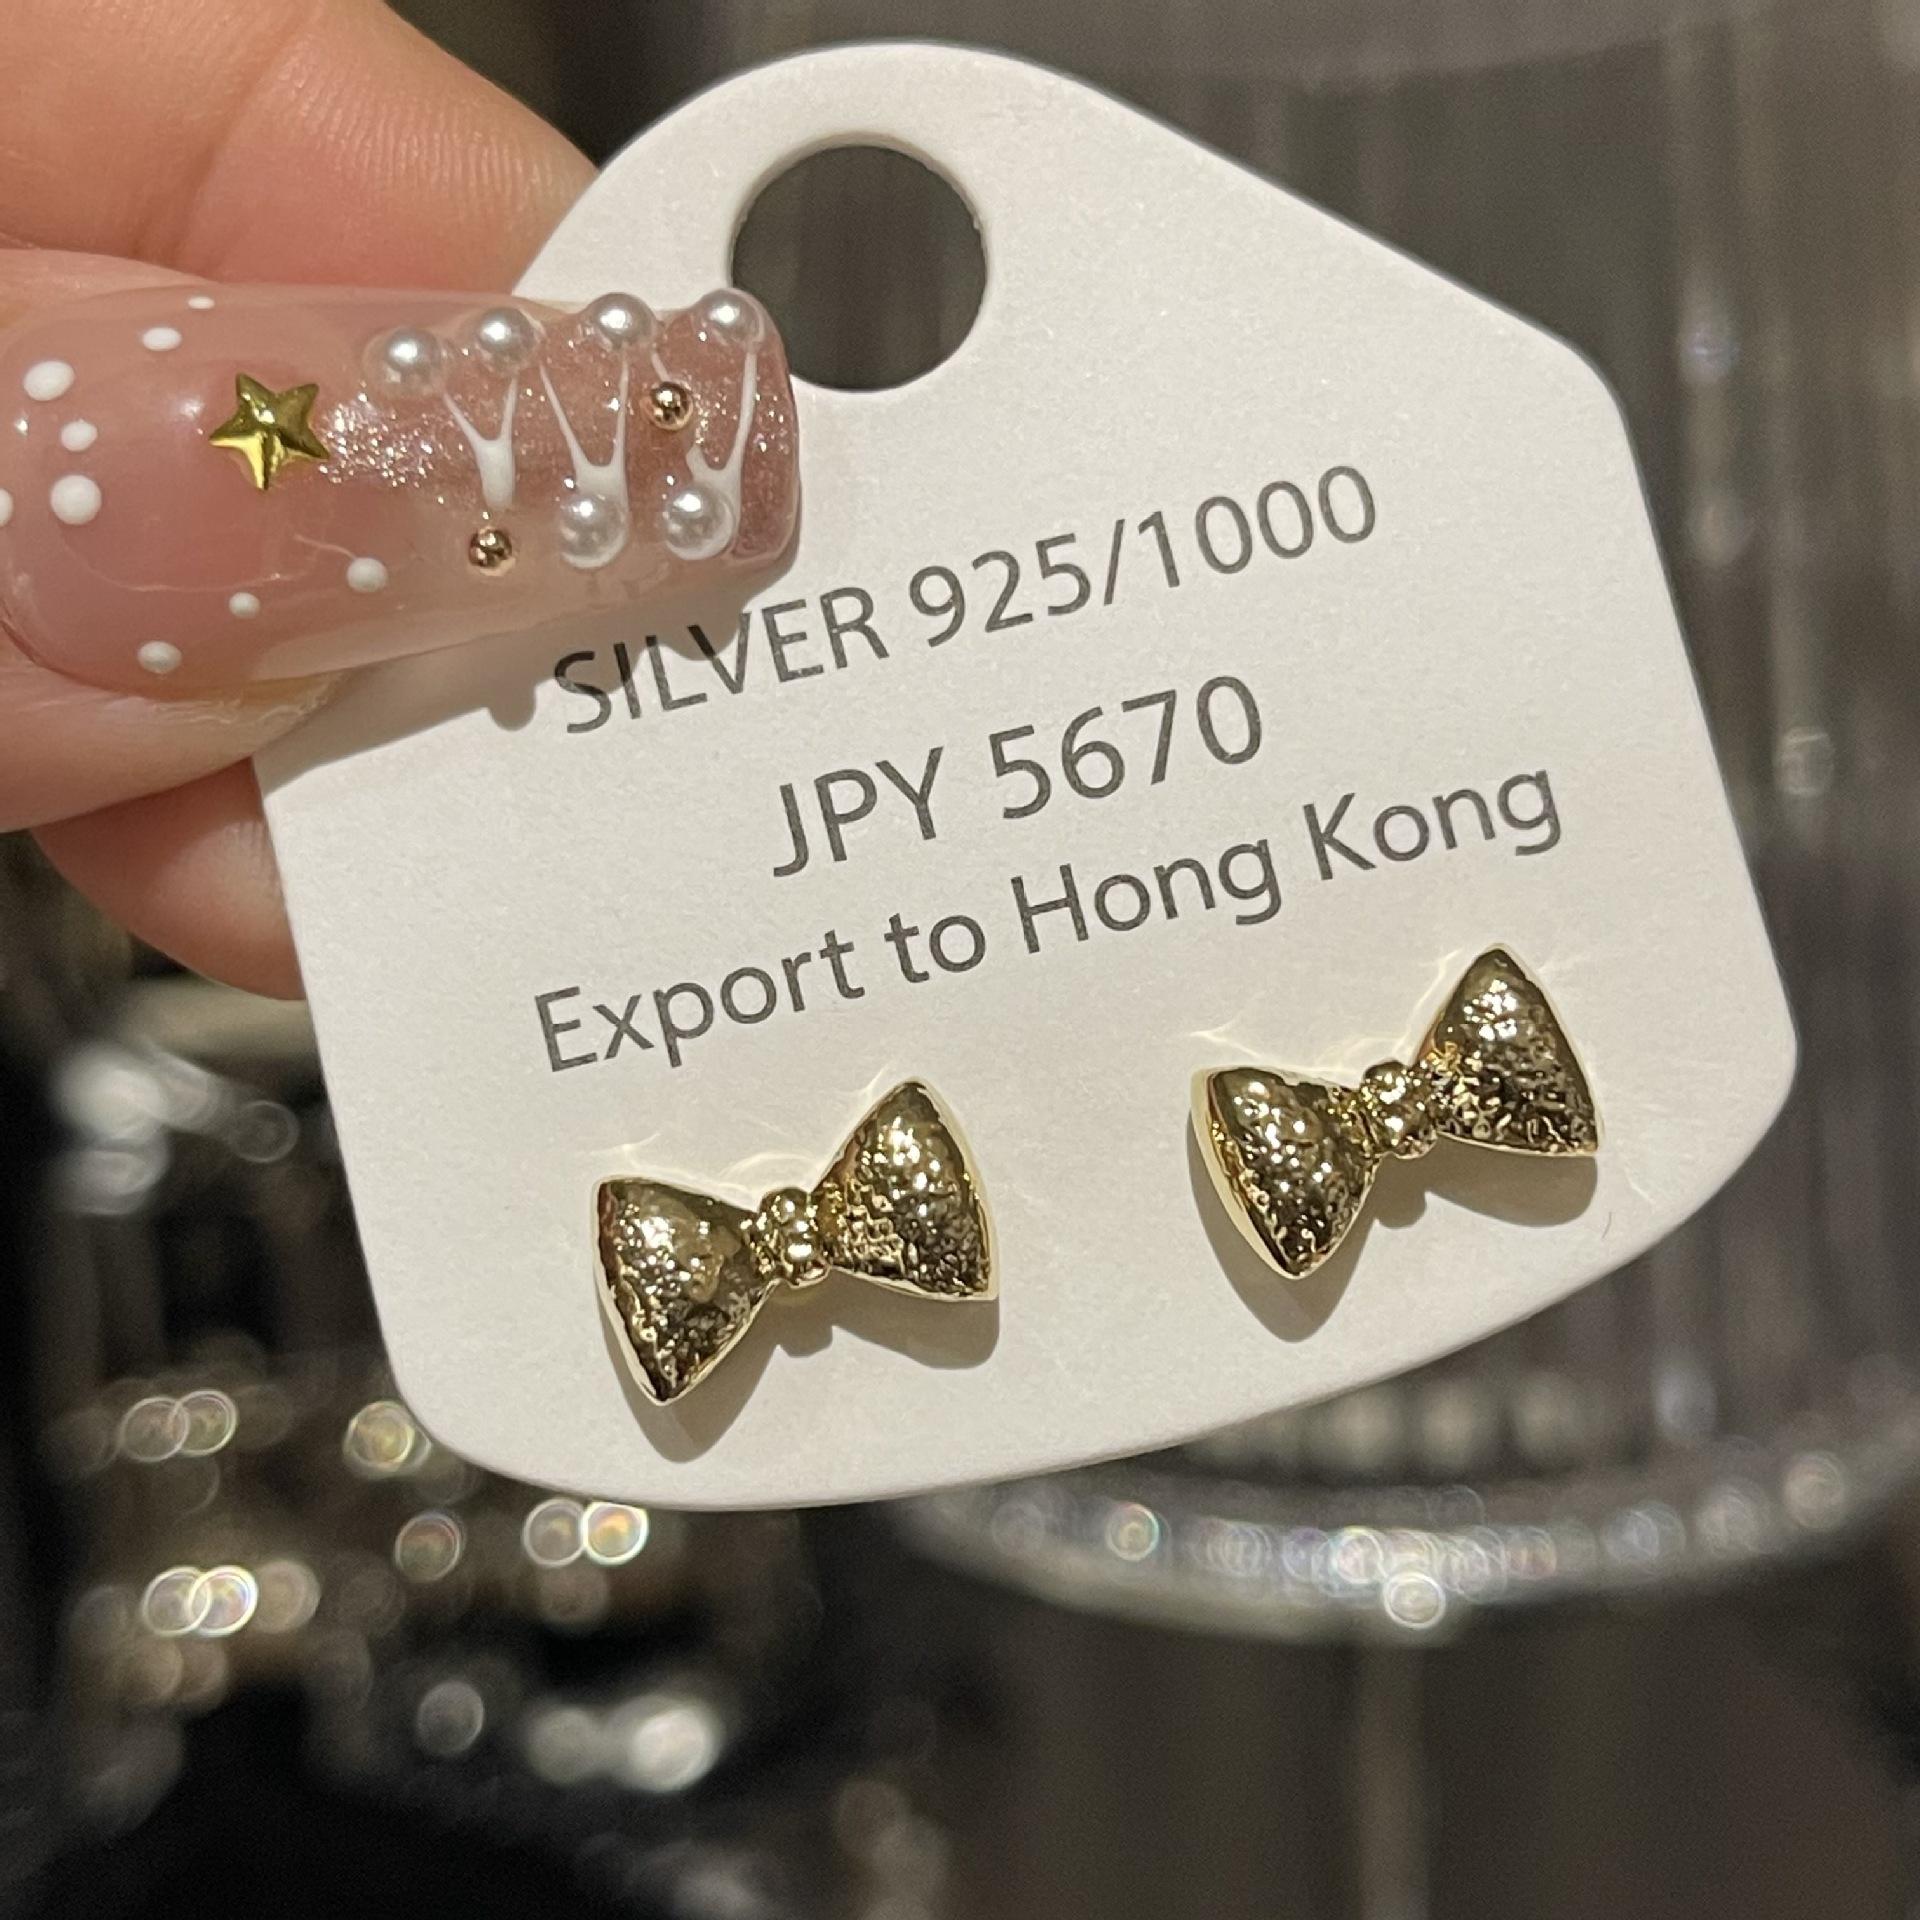 SILVER 925/1000
JPY 5670
Export to Hong Kong